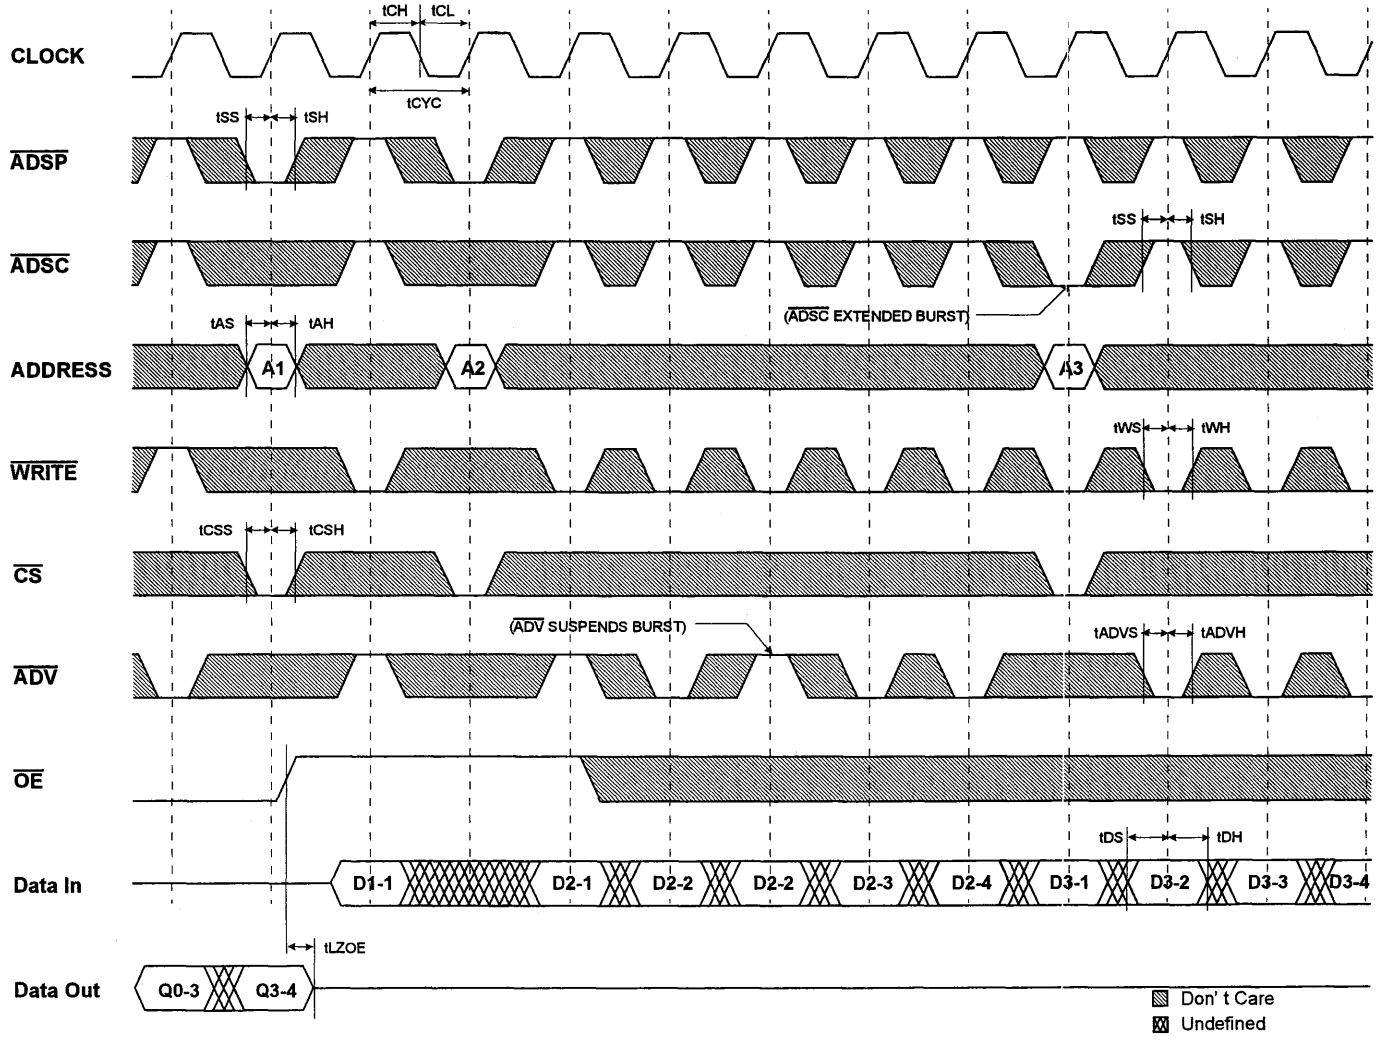 tCH tCL
CLOCK
tCYC
tSS tSH
ADSP
tSS tSH
ADSC
(ADSC EXTENDED BURST)
tAS tAH
ADDRESS A1 A2 A3
tWS tWH
WRITE
tCSS tCSH
CS
(ADV SUSPENDS BURST)
tADVS tADVH
ADV
OE
tDS tDH
Data In D1-1 D2-1 D2-2 D2-2 D2-3 D2-4 D3-1 D3-2 D3-3 D3-4
tLZOE
Data Out Q0-3 Q3-4
Don' t Care
Undefined